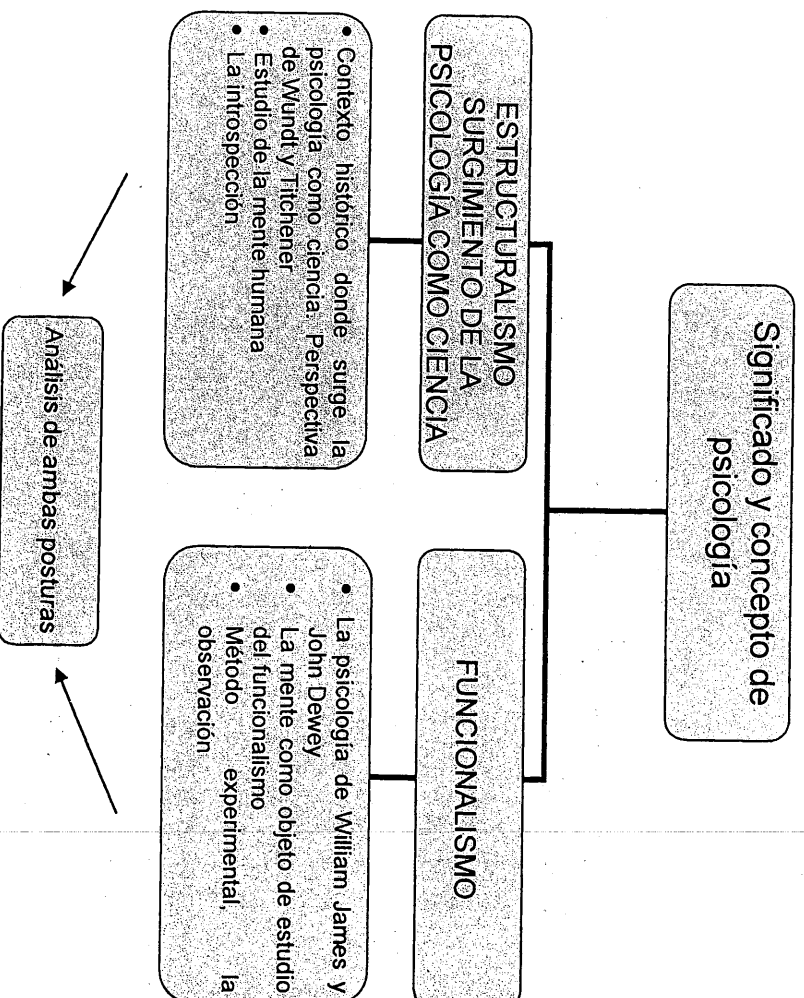 Significado y concepto de
psicología
ESTRUCTURALISMO
SURGIMIENTO DE LA
PSICOLOGÍA COMO CIENCIA
FUNCIONALISMO
• Contexto histórico donde surge la
psicología como ciencia. Perspectiva
de Wundt y Titchener
• Estudio de la mente humana
• La introspección
• La psicología de William James y
John Dewey
• La mente como objeto de estudio
del funcionalismo
• Método experimental, la
observación
Análisis de ambas posturas